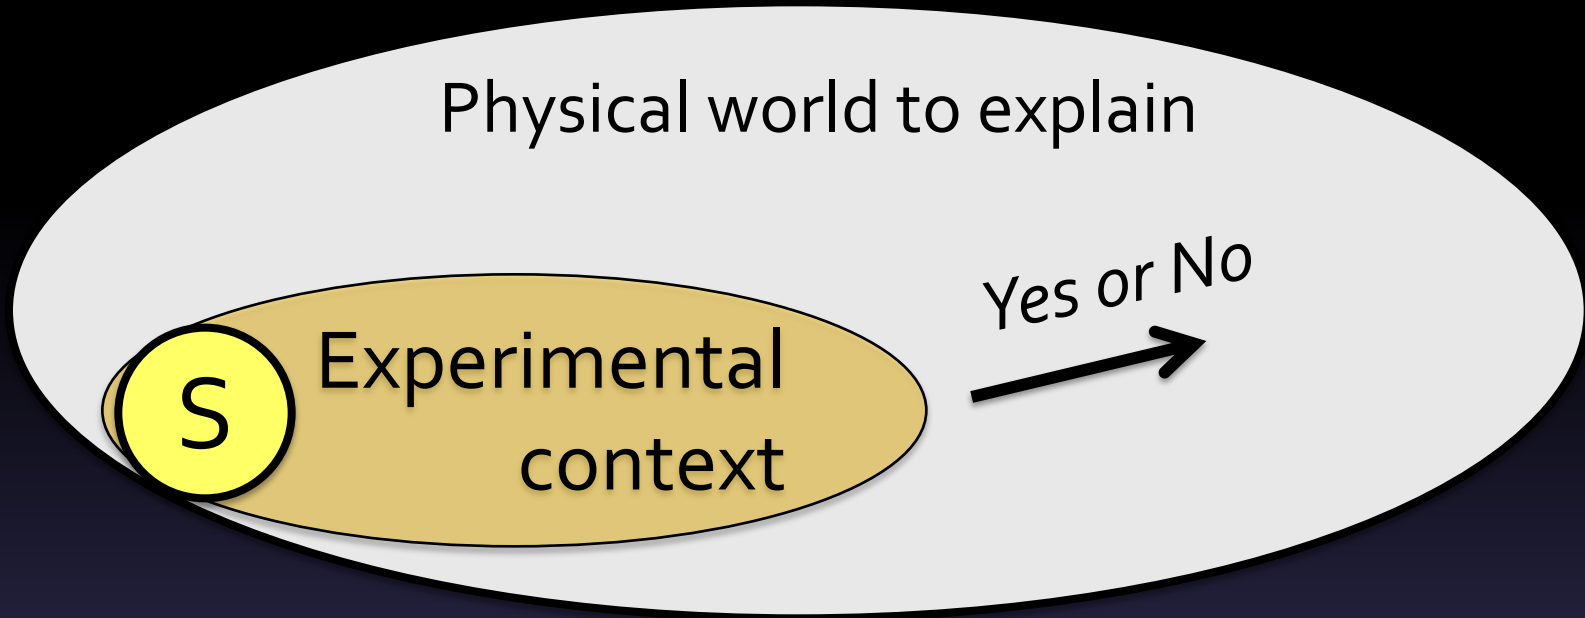 Physical world to explain
Yes or No
S
Experimental
context